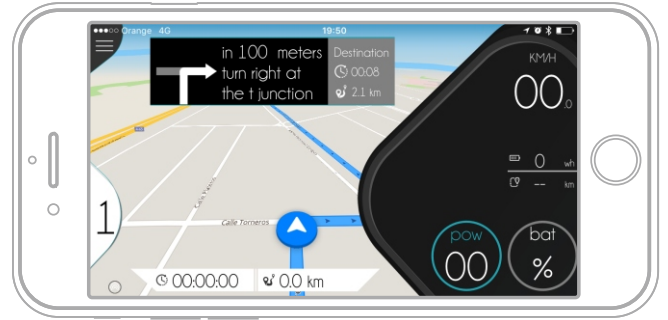 Orange 4G
19:50
in 100 meters
turn right at
the t junction
Destination
00:08
2.1 km
KM/H
00.0
0 wh
-- km
1
Calle Torneros
pow
00
bat
%
00:00:00
0.0 km